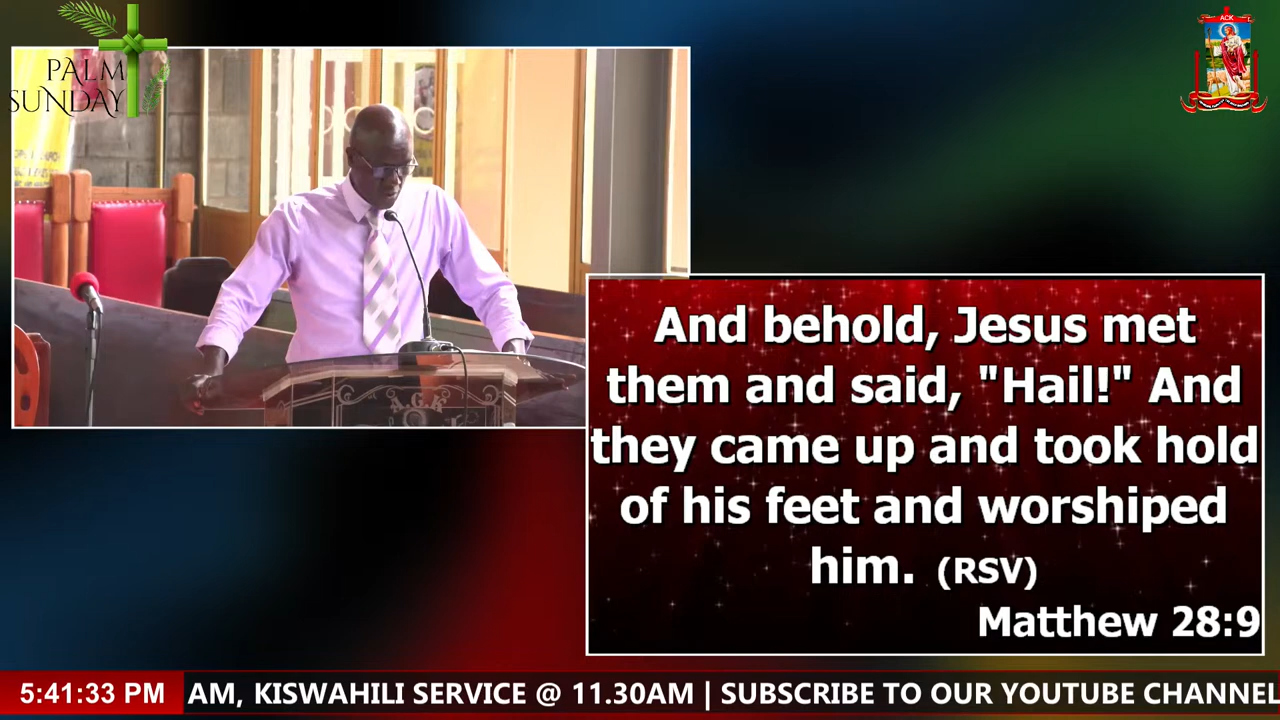 PALM
SUNDAY
ACK
A.C.K
And behold, Jesus met
them and said, "Hail!" And
they came up and took hold
of his feet and worshiped
him. (RSV)
Matthew 28:9
5:41:33 PM AM, KISWAHILI SERVICE @ 11.30AM | SUBSCRIBE TO OUR YOUTUBE CHANNEL